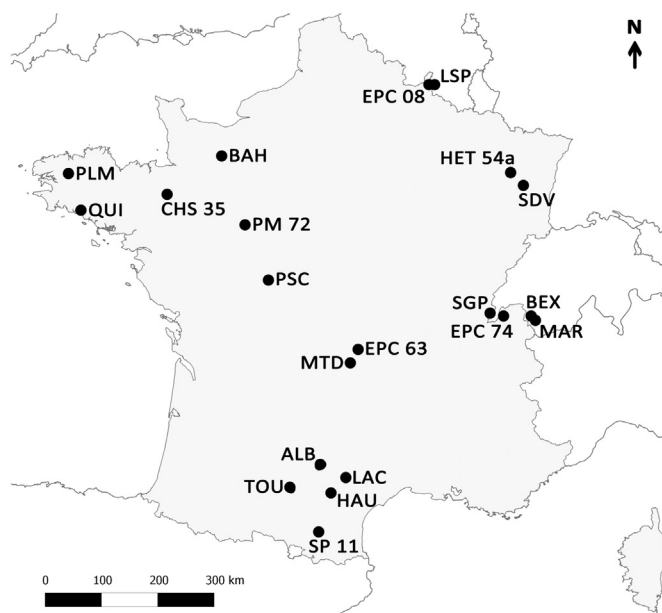 N
LSP
EPC 08
BAH
HET 54a
PLM
SDV
QUI
CHS 35
PM 72
PSC
SGP
BEX
EPC 74
MAR
EPC 63
MTD
ALB
LAC
TOU
HAU
SP 11
0 100 200 300 km